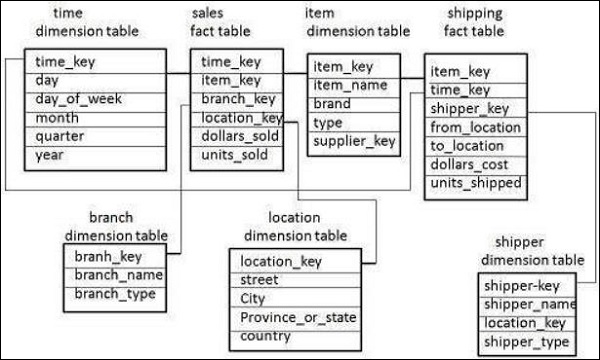 time
dimension table
time_key
day
day_of_week
month
quarter
year
sales
fact table
time_key
item_key
branch_key
location_key
dollars_sold
units_sold
item
dimension table
item_key
item_name
brand
type
supplier_key
shipping
fact table
item_key
time_key
shipper_key
from_location
to_location
dollars_cost
units_shipped
branch
dimension table
branh_key
branch_name
branch_type
location
dimension table
location_key
street
City
Province_or_state
country
shipper
dimension table
shipper-key
shipper_name
location_key
shipper_type